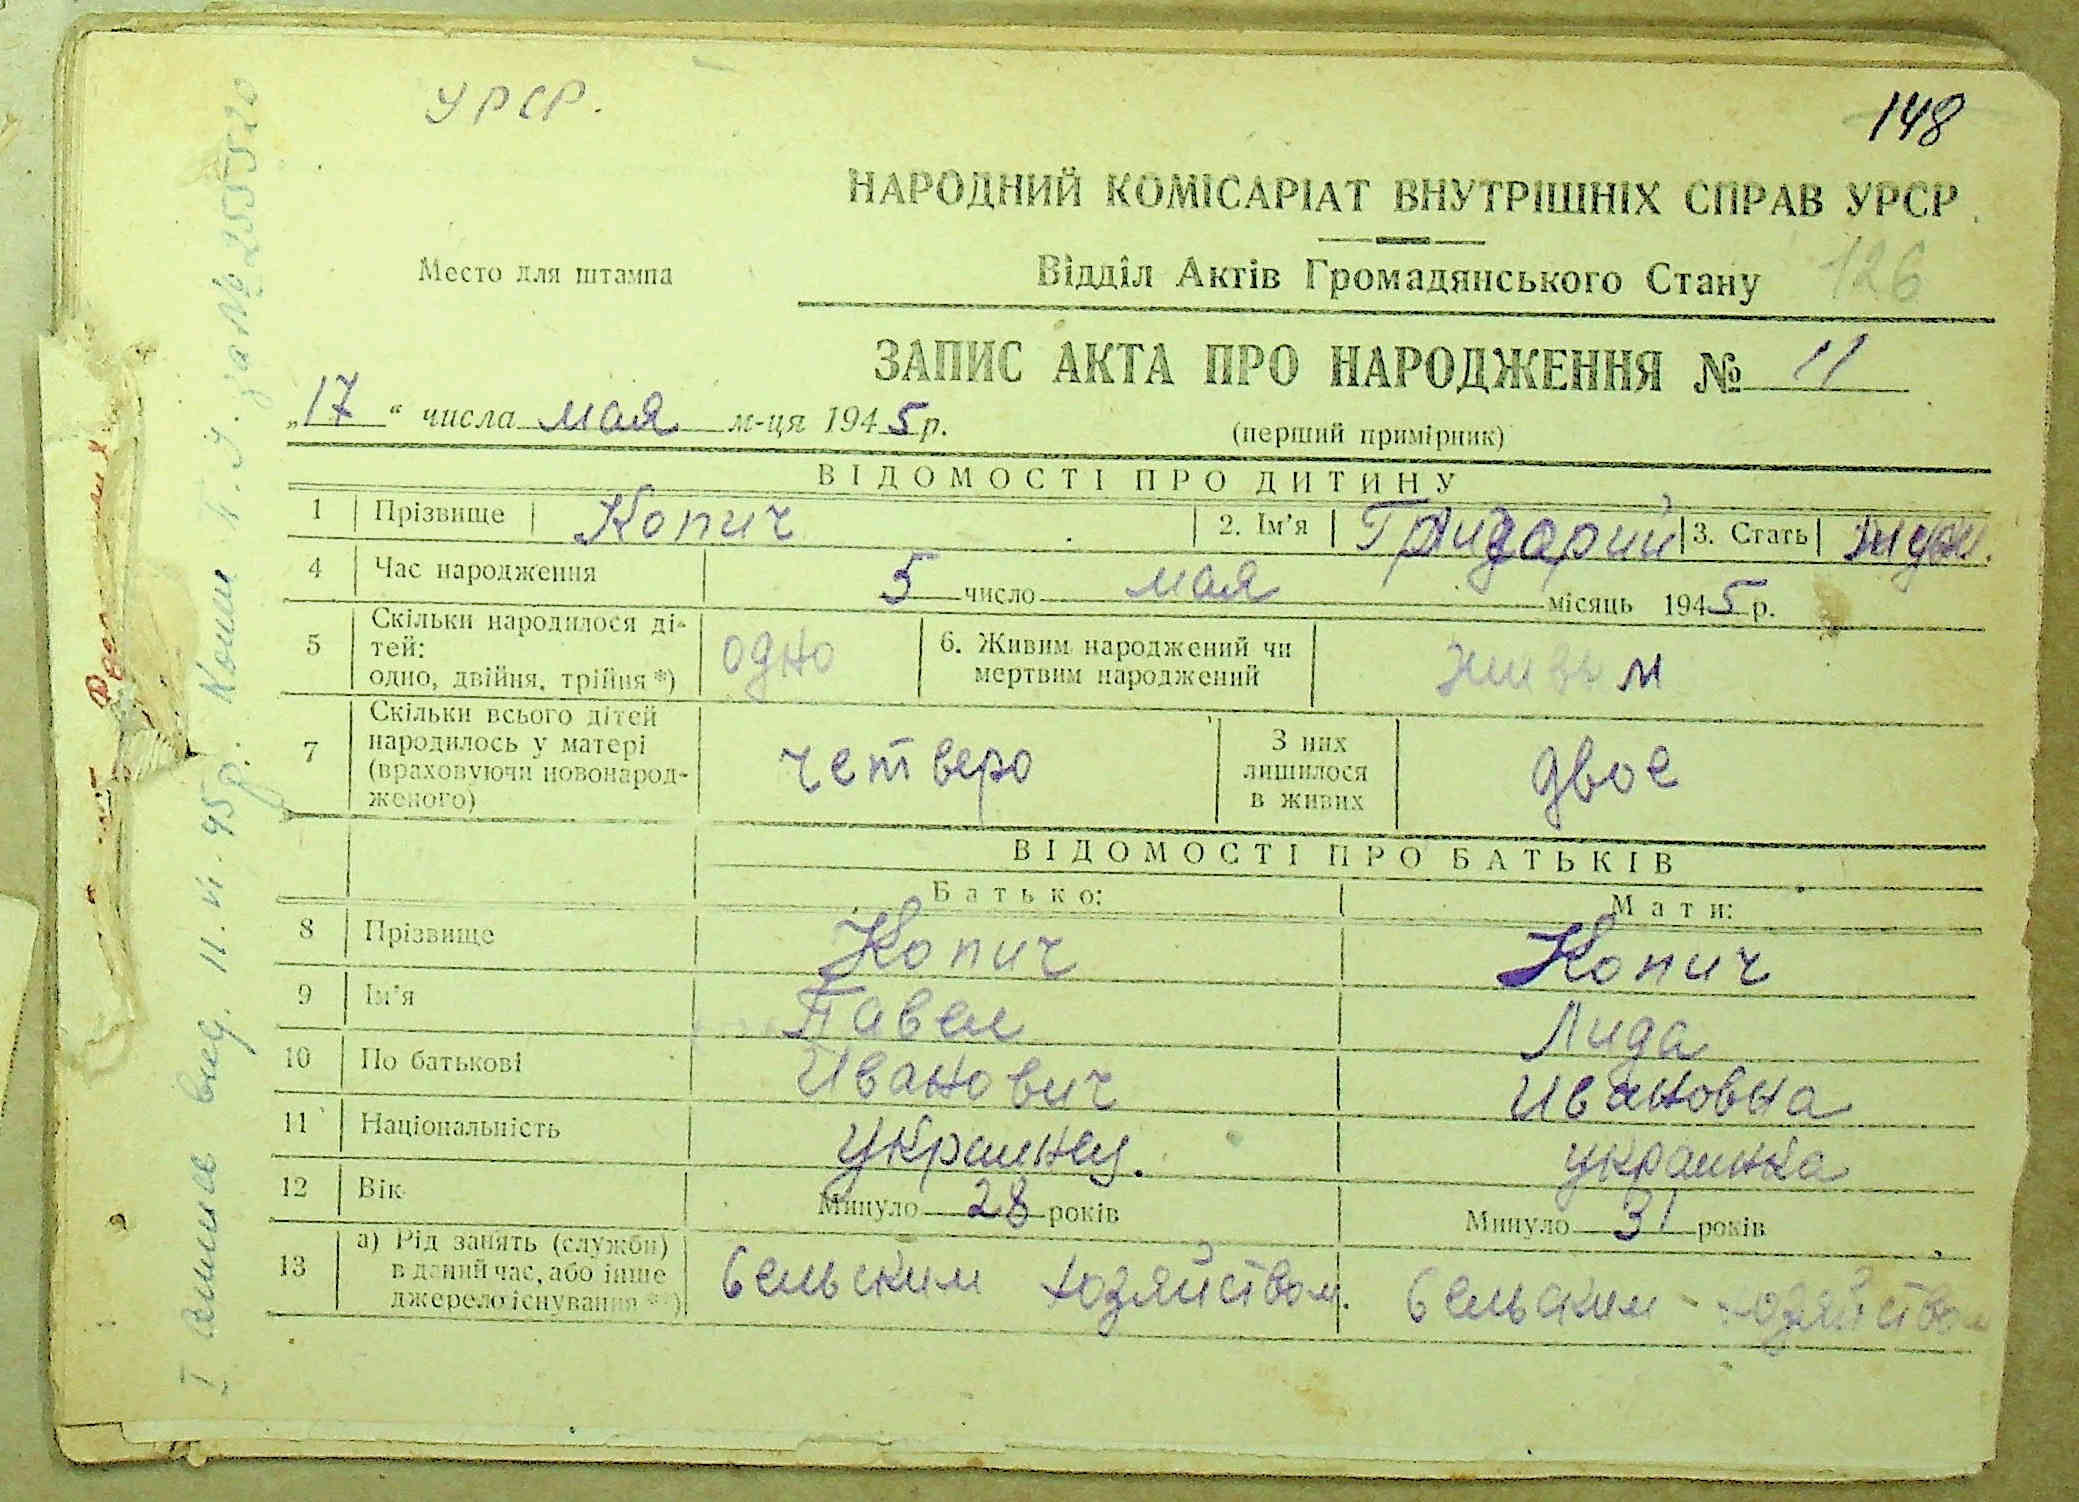 УРСР.
148
НАРОДНИЙ КОМІСАРІАТ ВНУТРІШНІХ СПРАВ УРСР
Место для штампа
Відділ Актів Громадянського Стану 126
ЗАПИС АКТА ПРО НАРОДЖЕННЯ № 11
„17“ числа мая м-ця 1945 р.
(перший примірник)
ВІДОМОСТІ ПРО ДИТИНУ
1 Прізвище Копич 2. Ім'я 3. Стать муж.
4 Час народження 5 число мая місяць 1945 р.
5 Скільки народилося ді-
тей:
одно, двійня, трійня *) одно 6. Живим народжений чи
мертвим народжений живым
7 Скільки всього дітей
народилось у матері
(враховуючи новонарод-
женого) четверо З них
лишилося
в живих двое
ВІДОМОСТІ ПРО БАТЬКІВ
Батько: Мати:
8 Прізвище Копич Копич
9 Ім'я Павел Лида
10 По батькові Иванович Ивановна
11 Національність украинец. украинка
12 Вік Минуло 28 років Минуло 31 років
13 а) Рід занять (служби)
в даний час, або інше
джерело існування **) Сельским хозяйством. Сельским хозяйством